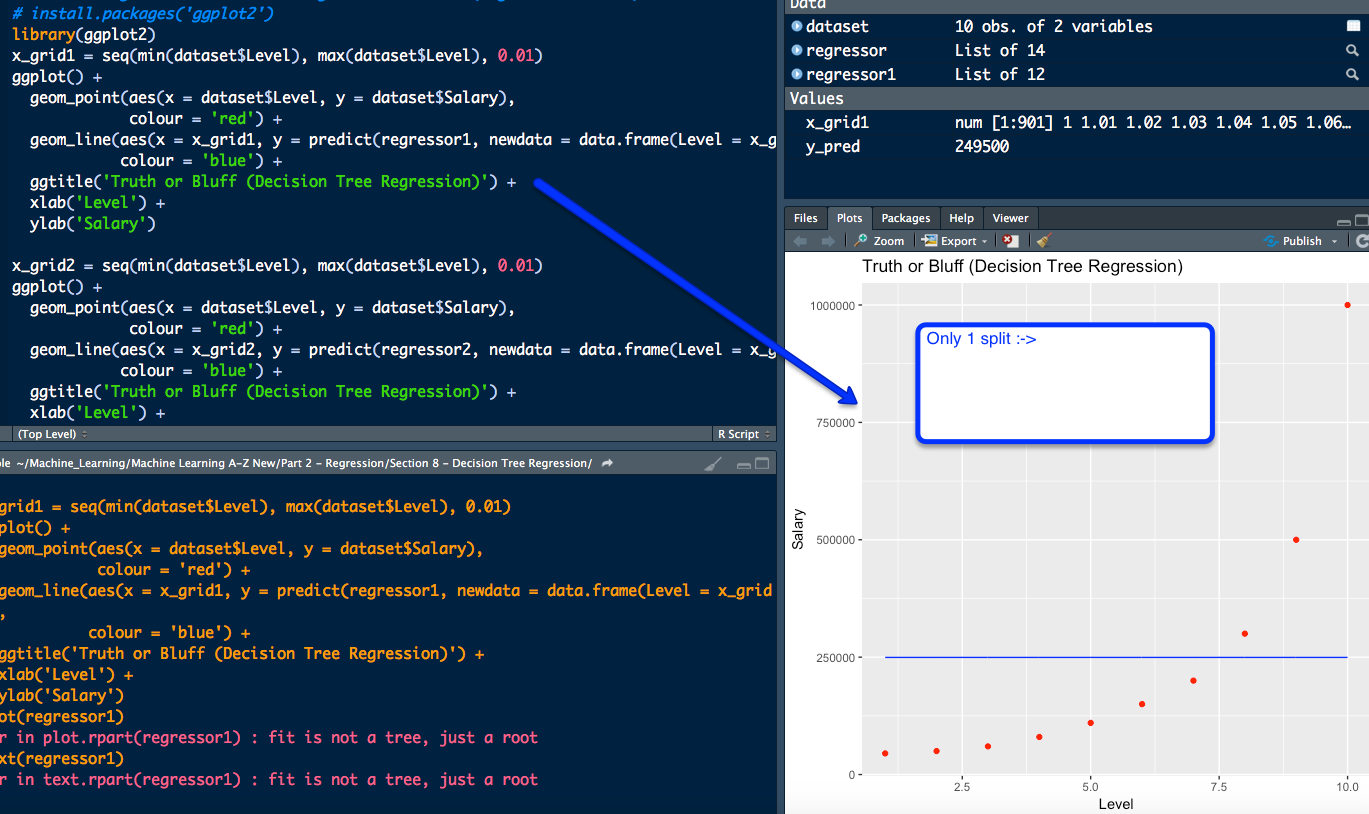 # install.packages('ggplot2')
library(ggplot2)
x_grid1 = seq(min(dataset$Level), max(dataset$Level), 0.01)
ggplot() +
geom_point(aes(x = dataset$Level, y = dataset$Salary),
colour = 'red') +
geom_line(aes(x = x_grid1, y = predict(regressor1, newdata = data.frame(Level = x_g
colour = 'blue') +
ggtitle('Truth or Bluff (Decision Tree Regression)') +
xlab('Level') +
ylab('Salary')
x_grid2 = seq(min(dataset$Level), max(dataset$Level), 0.01)
ggplot() +
geom_point(aes(x = dataset$Level, y = dataset$Salary),
colour = 'red') +
geom_line(aes(x = x_grid2, y = predict(regressor2, newdata = data.frame(Level = x_g
colour = 'blue') +
ggtitle('Truth or Bluff (Decision Tree Regression)') +
xlab('Level') +
(Top Level)
R Script
le ~/Machine_Learning/Machine Learning A-Z New/Part 2 - Regression/Section 8 - Decision Tree Regression/
grid1 = seq(min(dataset$Level), max(dataset$Level), 0.01)
plot() +
geom_point(aes(x = dataset$Level, y = dataset$Salary),
colour = 'red') +
geom_line(aes(x = x_grid1, y = predict(regressor1, newdata = data.frame(Level = x_grid
,
colour = 'blue') +
ggtitle('Truth or Bluff (Decision Tree Regression)') +
xlab('Level') +
ylab('Salary')
ot(regressor1)
r in plot.rpart(regressor1) : fit is not a tree, just a root
xt(regressor1)
r in text.rpart(regressor1) : fit is not a tree, just a root
Data
dataset 10 obs. of 2 variables
regressor List of 14
regressor1 List of 12
Values
x_grid1 num [1:901] 1 1.01 1.02 1.03 1.04 1.05 1.06…
y_pred 249500
Files Plots Packages Help Viewer
Zoom Export Publish
Truth or Bluff (Decision Tree Regression)
Only 1 split :->
1000000
750000
500000
250000
0
Salary
2.5 5.0 7.5 10.0
Level